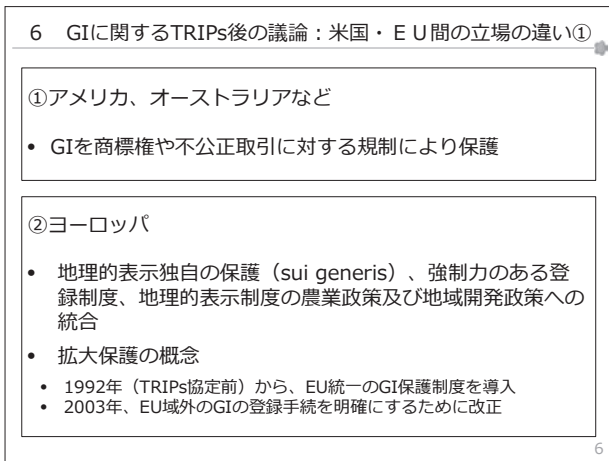 6 GIに関するTRIPs後の議論：米国・ＥＵ間の立場の違い①
①アメリカ、オーストラリアなど
• GIを商標権や不公正取引に対する規制により保護
②ヨーロッパ
• 地理的表示独自の保護（sui generis）、強制力のある登
録制度、地理的表示制度の農業政策及び地域開発政策への
統合
• 拡大保護の概念
• 1992年（TRIPs協定前）から、EU統一のGI保護制度を導入
• 2003年、EU域外のGIの登録手続を明確にするために改正
6